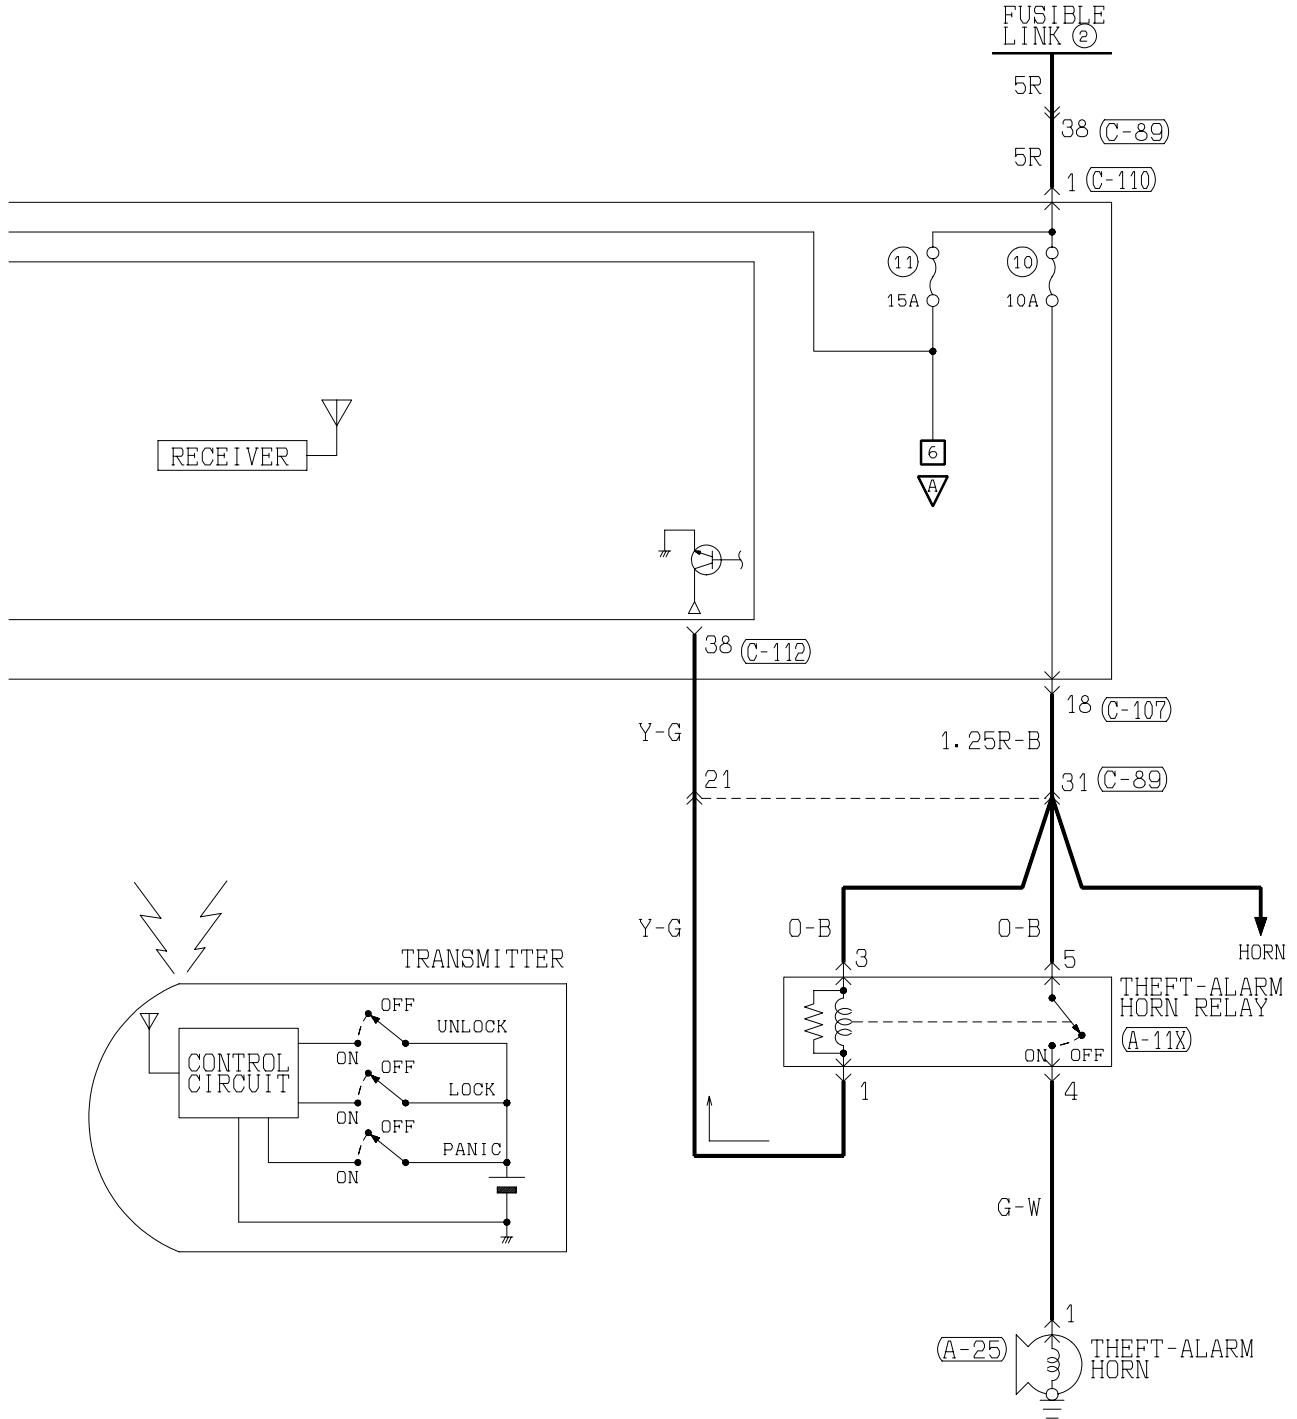 FUSIBLE
LINK ②
5R
38 C-89
5R
1 C-110
11
10
15A
10A
6
A
RECEIVER
38 C-112
18 C-107
Y-G
1.25R-B
21
31 C-89
Y-G
O-B
O-B
HORN
3
5
THEFT-ALARM
HORN RELAY
A-11X
ON
OFF
1
4
TRANSMITTER
OFF
UNLOCK
ON
CONTROL
CIRCUIT
OFF
LOCK
ON
OFF
PANIC
ON
G-W
1
A-25
THEFT-ALARM
HORN